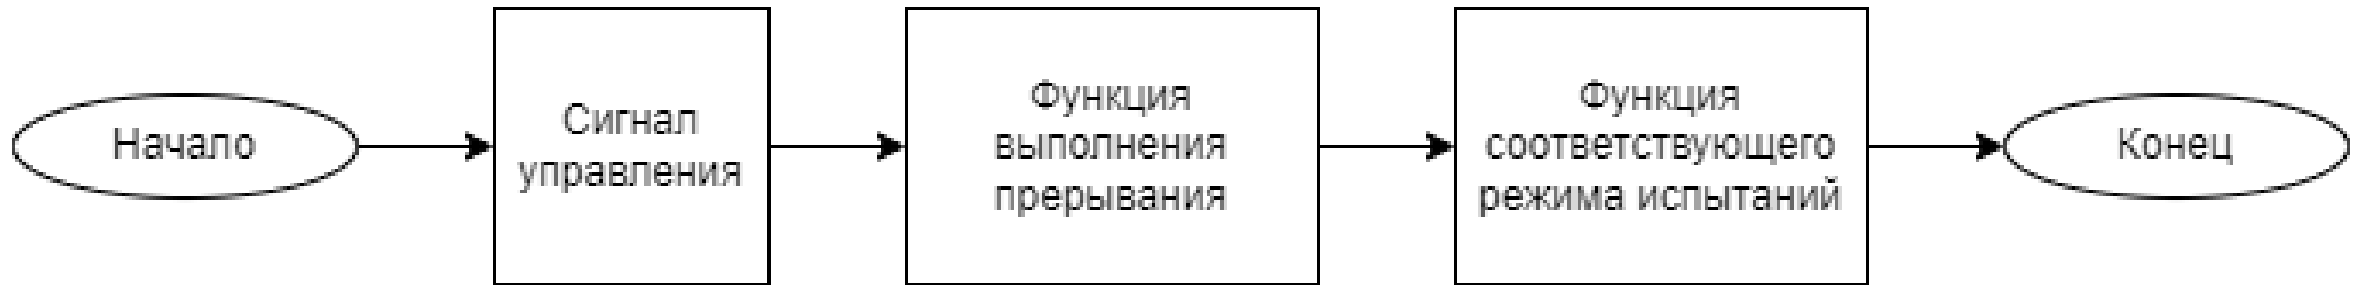 Начало
Сигнал
управления
Функция
выполнения
прерывания
Функция
соответствующего
режима испытаний
Конец